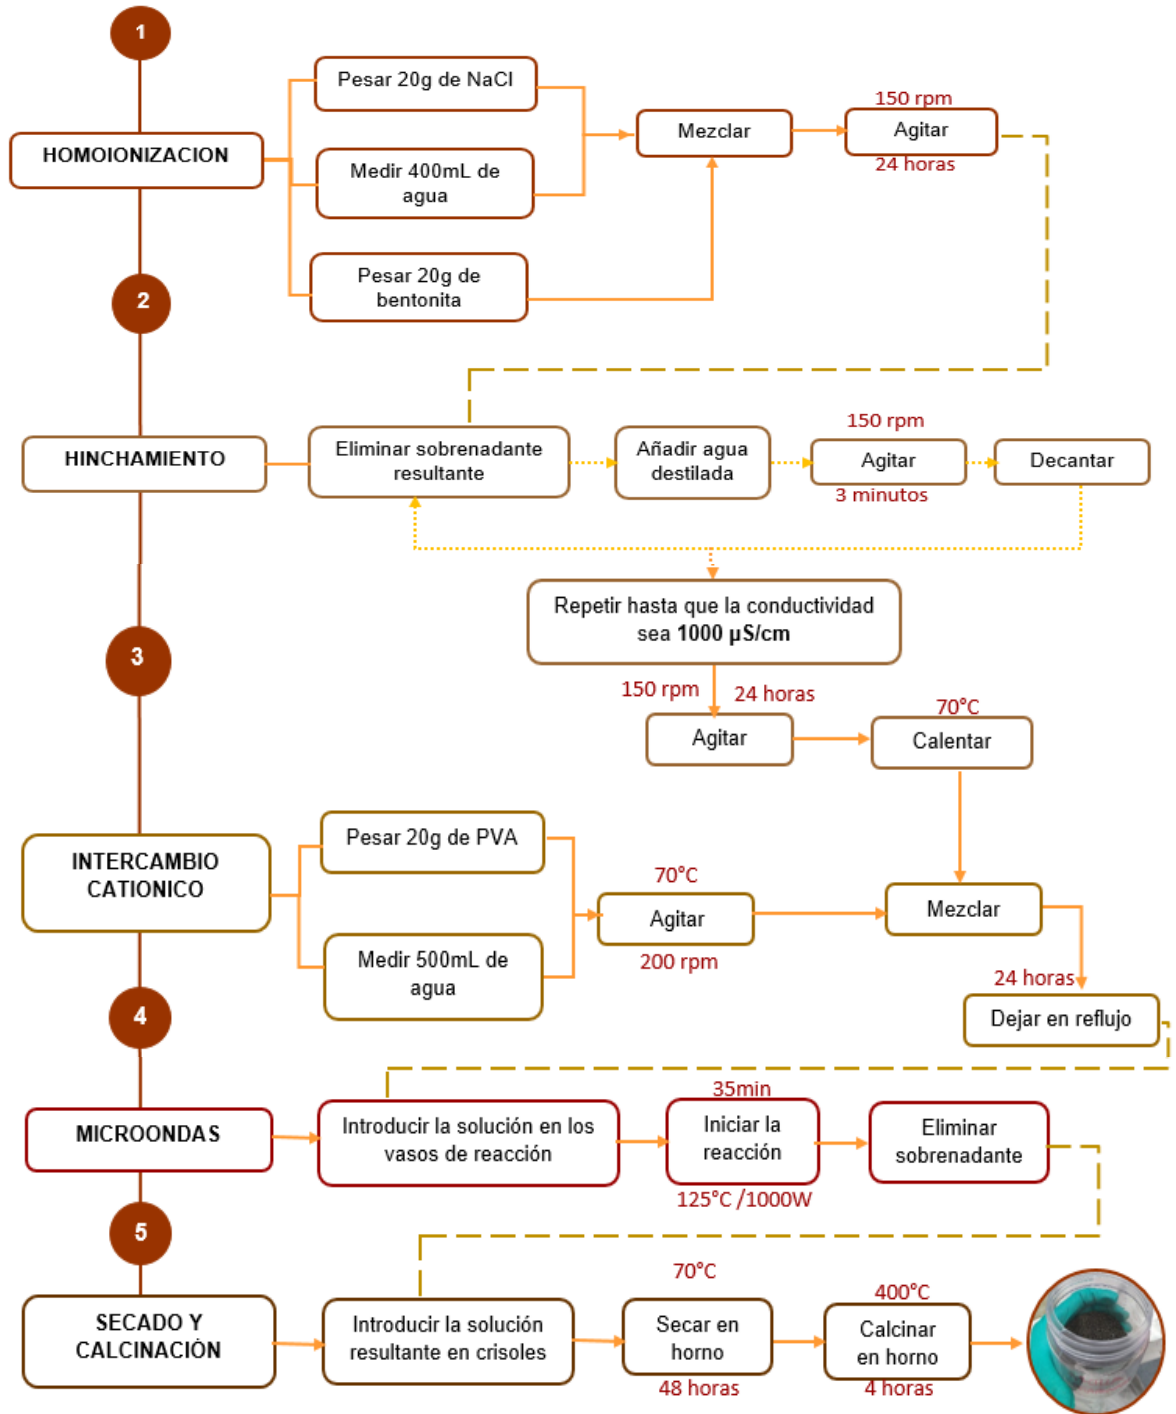 1
HOMOIONIZACION
Pesar 20g de NaCl
Medir 400mL de
agua
Pesar 20g de
bentonita
Mezclar
150 rpm
Agitar
24 horas
2
HINCHAMIENTO
Eliminar sobrenadante
resultante
Añadir agua
destilada
150 rpm
Agitar
3 minutos
Decantar
Repetir hasta que la conductividad
sea 1000 µS/cm
150 rpm
24 horas
Agitar
70°C
Calentar
3
INTERCAMBIO
CATIONICO
Pesar 20g de PVA
Medir 500mL de
agua
70°C
Agitar
200 rpm
Mezclar
24 horas
Dejar en reflujo
4
MICROONDAS
Introducir la solución en los
vasos de reacción
35min
Iniciar la
reacción
125°C /1000W
Eliminar
sobrenadante
5
SECADO Y
CALCINACIÓN
Introducir la solución
resultante en crisoles
70°C
Secar en
horno
48 horas
400°C
Calcinar
en horno
4 horas